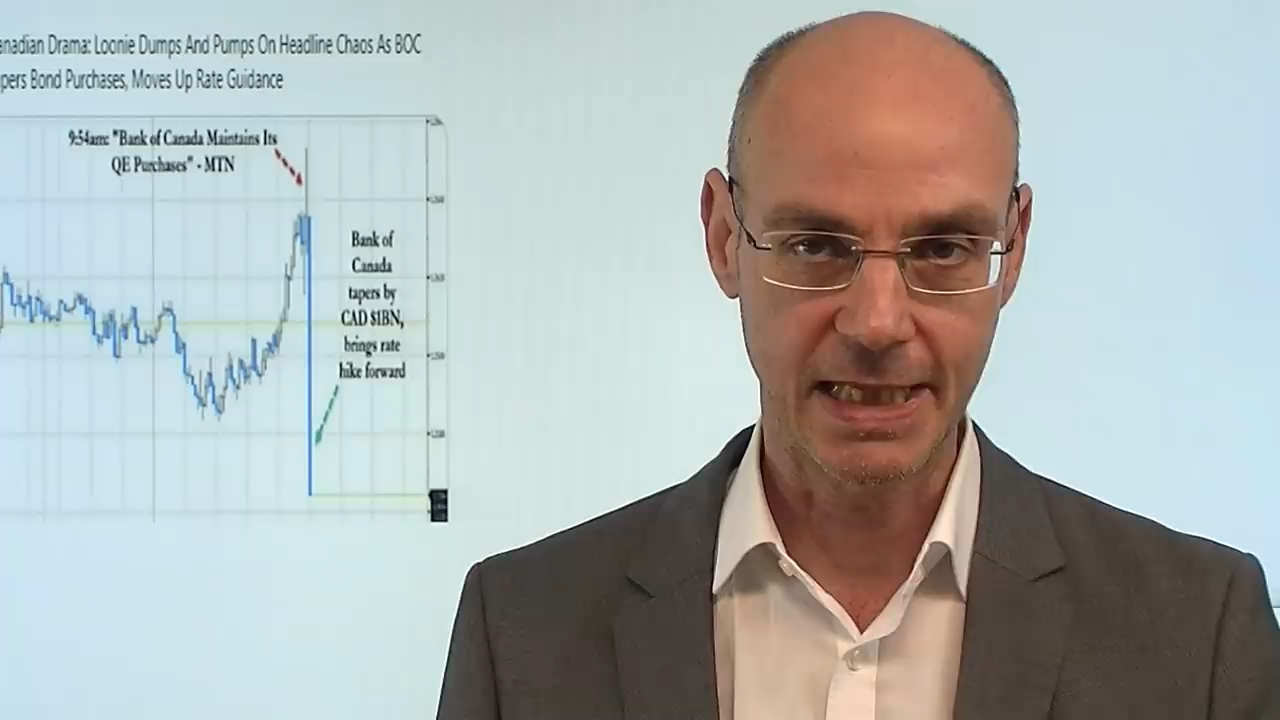 anadian Drama: Loonie Dumps And Pumps On Headline Chaos As BOC
pers Bond Purchases, Moves Up Rate Guidance
9:54am: "Bank of Canada Maintains Its
QE Purchases" - MTN
Bank of
Canada
tapers by
CAD $1BN,
brings rate
hike forward